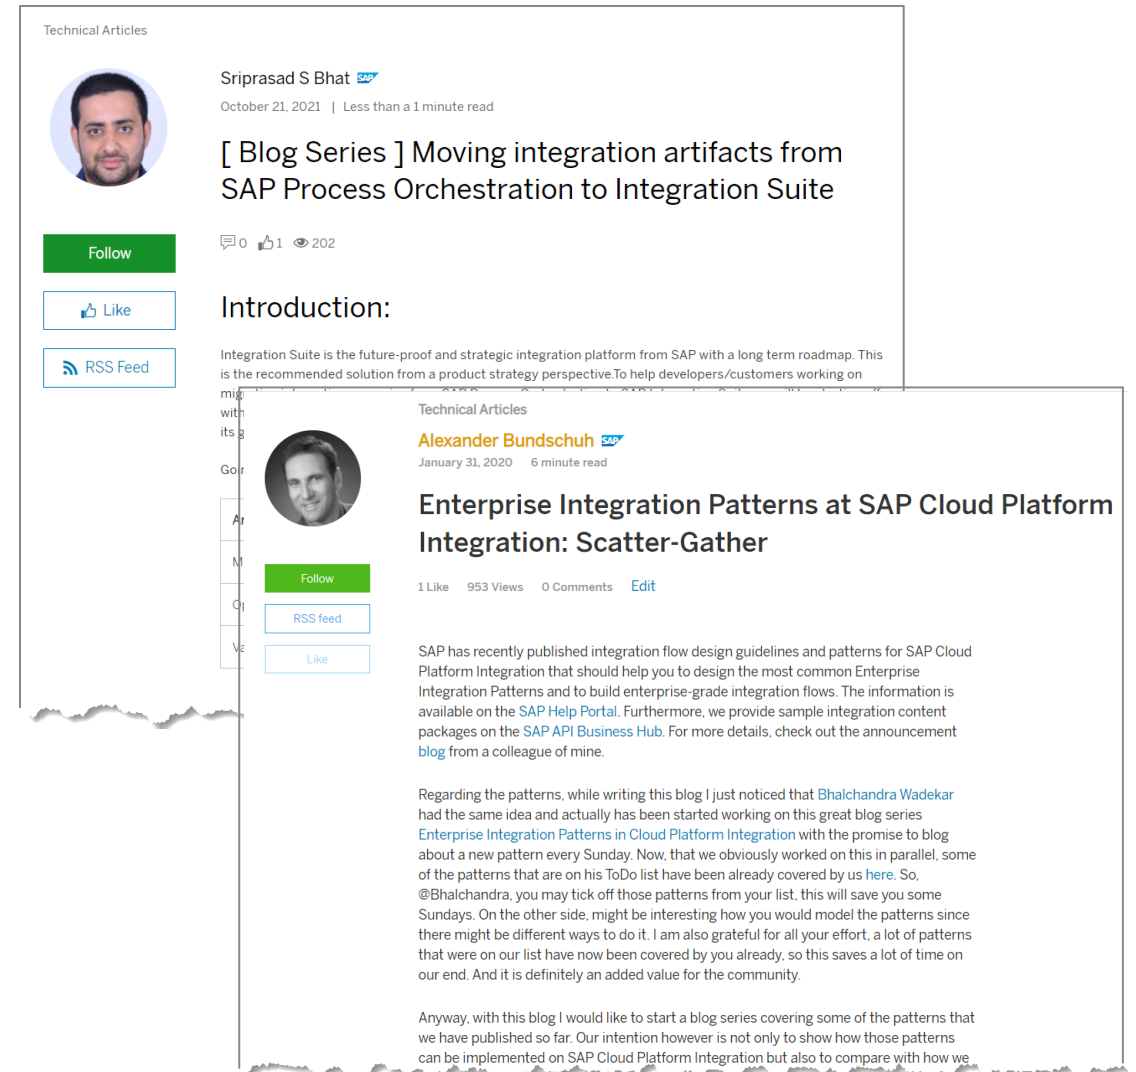 Technical Articles
Sriprasad S Bhat SAP
October 21, 2021 | Less than a 1 minute read
[ Blog Series ] Moving integration artifacts from
SAP Process Orchestration to Integration Suite
0 1 202
Follow
Like
RSS Feed
Introduction:
Integration Suite is the future-proof and strategic integration platform from SAP with a long term roadmap. This
is the recommended solution from a product strategy perspective.To help developers/customers working on
with
its
Technical Articles
Alexander Bundschuh SAP
January 31, 2020 6 minute read
Enterprise Integration Patterns at SAP Cloud Platform
Integration: Scatter-Gather
1 Like 953 Views 0 Comments Edit
Follow
RSS feed
Like
SAP has recently published integration flow design guidelines and patterns for SAP Cloud
Platform Integration that should help you to design the most common Enterprise
Integration Patterns and to build enterprise-grade integration flows. The information is
available on the SAP Help Portal. Furthermore, we provide sample integration content
packages on the SAP API Business Hub. For more details, check out the announcement
blog from a colleague of mine.
Regarding the patterns, while writing this blog I just noticed that Bhalchandra Wadekar
had the same idea and actually has been started working on this great blog series
Enterprise Integration Patterns in Cloud Platform Integration with the promise to blog
about a new pattern every Sunday. Now, that we obviously worked on this in parallel, some
of the patterns that are on his ToDo list have been already covered by us here. So,
@Bhalchandra, you may tick off those patterns from your list, this will save you some
Sundays. On the other side, might be interesting how you would model the patterns since
there might be different ways to do it. I am also grateful for all your effort, a lot of patterns
that were on our list have now been covered by you already, so this saves a lot of time on
our end. And it is definitely an added value for the community.
Anyway, with this blog I would like to start a blog series covering some of the patterns that
we have published so far. Our intention however is not only to show how those patterns
can be implemented on SAP Cloud Platform Integration but also to compare with how we